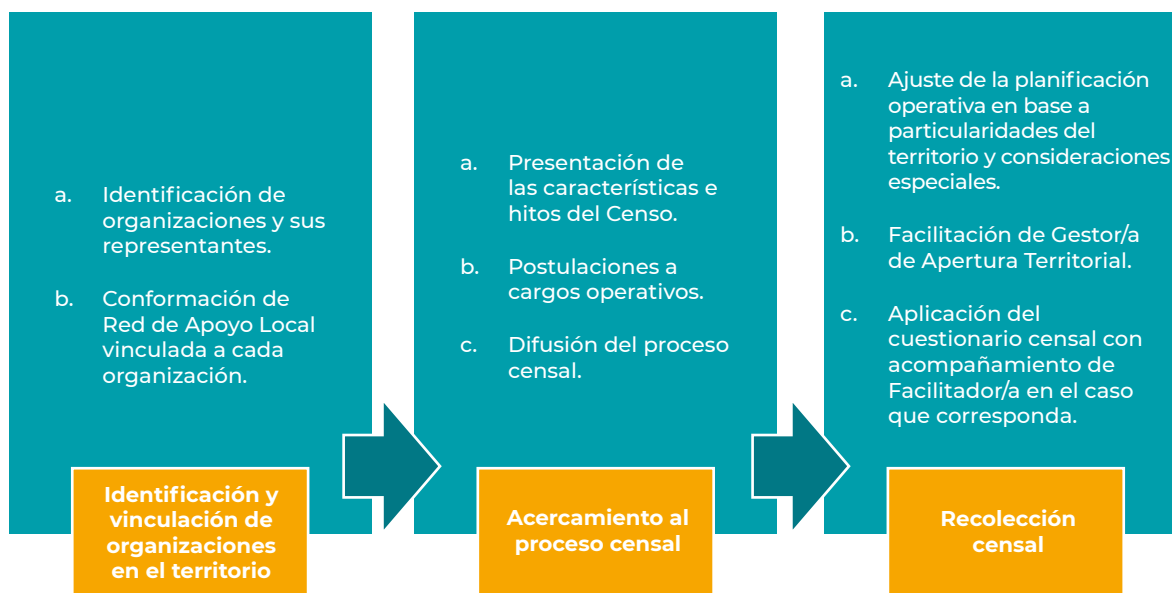 a. Identificación de
organizaciones y sus
representantes.
b. Conformación de
Red de Apoyo Local
vinculada a cada
organización.
Identificación y
vinculación de
organizaciones
en el territorio
a. Presentación de
las características e
hitos del Censo.
b. Postulaciones a
cargos operativos.
c. Difusión del proceso
censal.
Acercamiento al
proceso censal
a. Ajuste de la planificación
operativa en base a
particularidades del
territorio y consideraciones
especiales.
b. Facilitación de Gestor/a
de Apertura Territorial.
c. Aplicación del
cuestionario censal con
acompañamiento de
Facilitador/a en el caso
que corresponda.
Recolección
censal